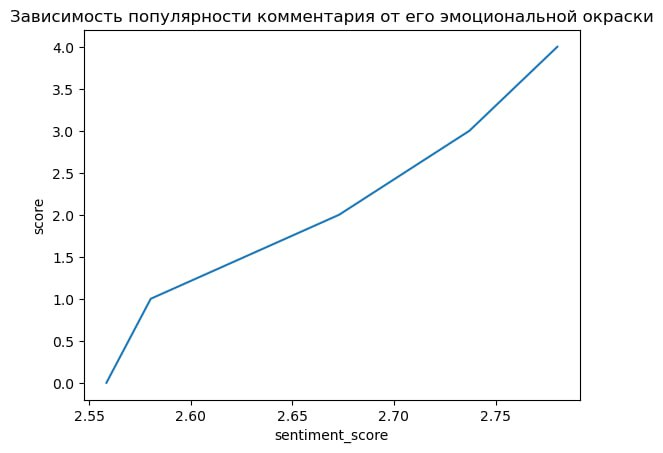 Зависимость популярности комментария от его эмоциональной окраски
4.0
3.5
3.0
2.5
2.0
1.5
1.0
0.5
0.0
score
2.55 2.60 2.65 2.70 2.75
sentiment_score